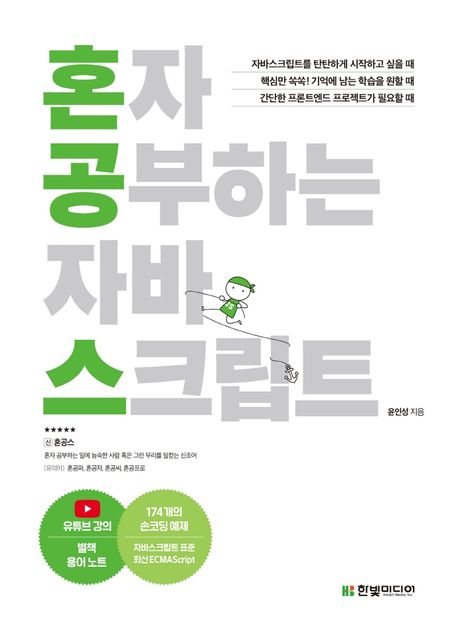 자바스크립트를 탄탄하게 시작하고 싶을 때
핵심만 쏙쏙! 기억에 남는 학습을 원할 때
간단한 프론트엔드 프로젝트가 필요할 때
혼자
공부하는
자바
스크립트
JS
윤인성 지음
★★★★★
신 혼공스
혼자 공부하는 일에 능숙한 사람 혹은 그런 무리를 일컫는 신조어
(유의어) 혼공파, 혼공자, 혼공씨, 혼공프로
유튜브 강의
별책
용어 노트
174개의
손코딩 예제
자바스크립트 표준
최신 ECMAScript
HB 한빛미디어
Hanbit Media, Inc.